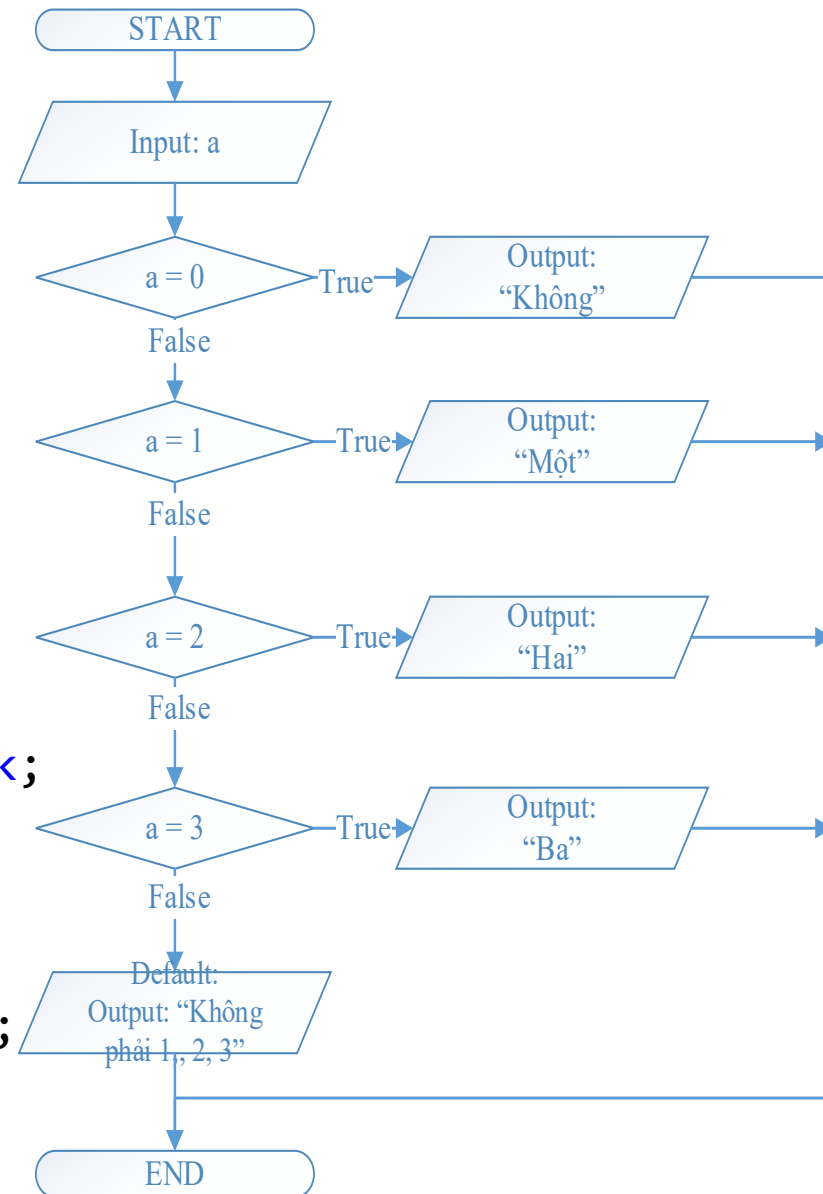 START
Input: a
a = 0
True
Output:
“Không”
False
a = 1
True
Output:
“Một”
False
a = 2
True
Output:
“Hai”
False
k;
a = 3
True
Output:
“Ba”
False
Default:
Output: “Không
phải 1,, 2, 3”
;
END